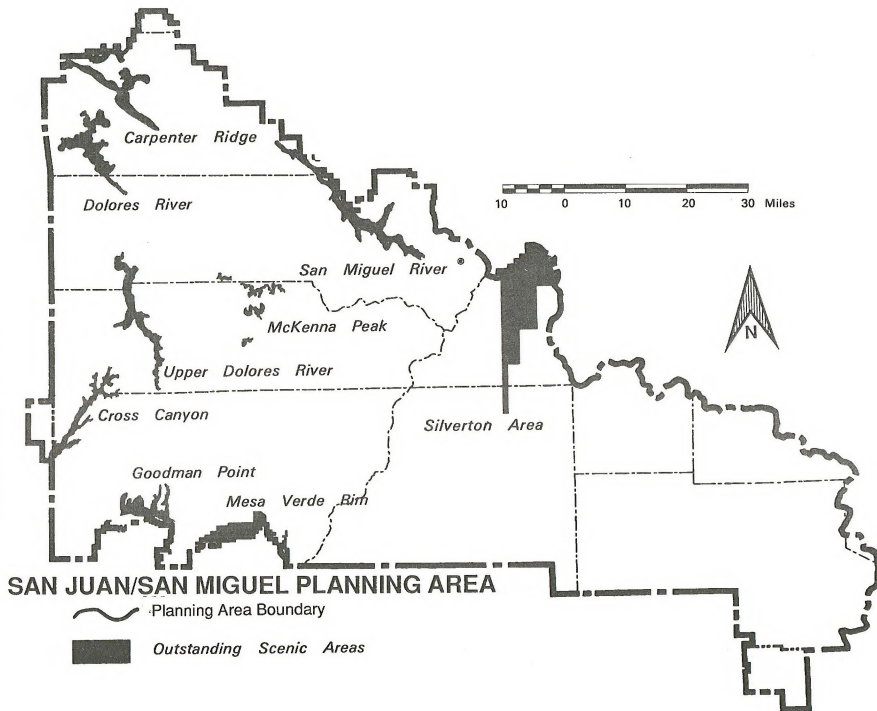 Carpenter Ridge
Dolores River
10 0 10 20 30 Miles
San Miguel River
N
McKenna Peak
Upper Dolores River
Cross Canyon
Silverton Area
Goodman Point
Mesa Verde Rim
SAN JUAN/SAN MIGUEL PLANNING AREA
Planning Area Boundary
Outstanding Scenic Areas